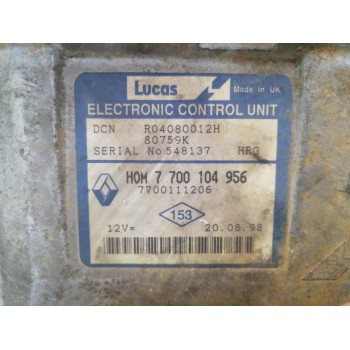 Lucas
Made in UK
ELECTRONIC CONTROL UNIT
DCN R04080012H
80759K
SERIAL No 548137 HRG
HOM 7 700 104 956
7700111206
153
12V= 20.08.98